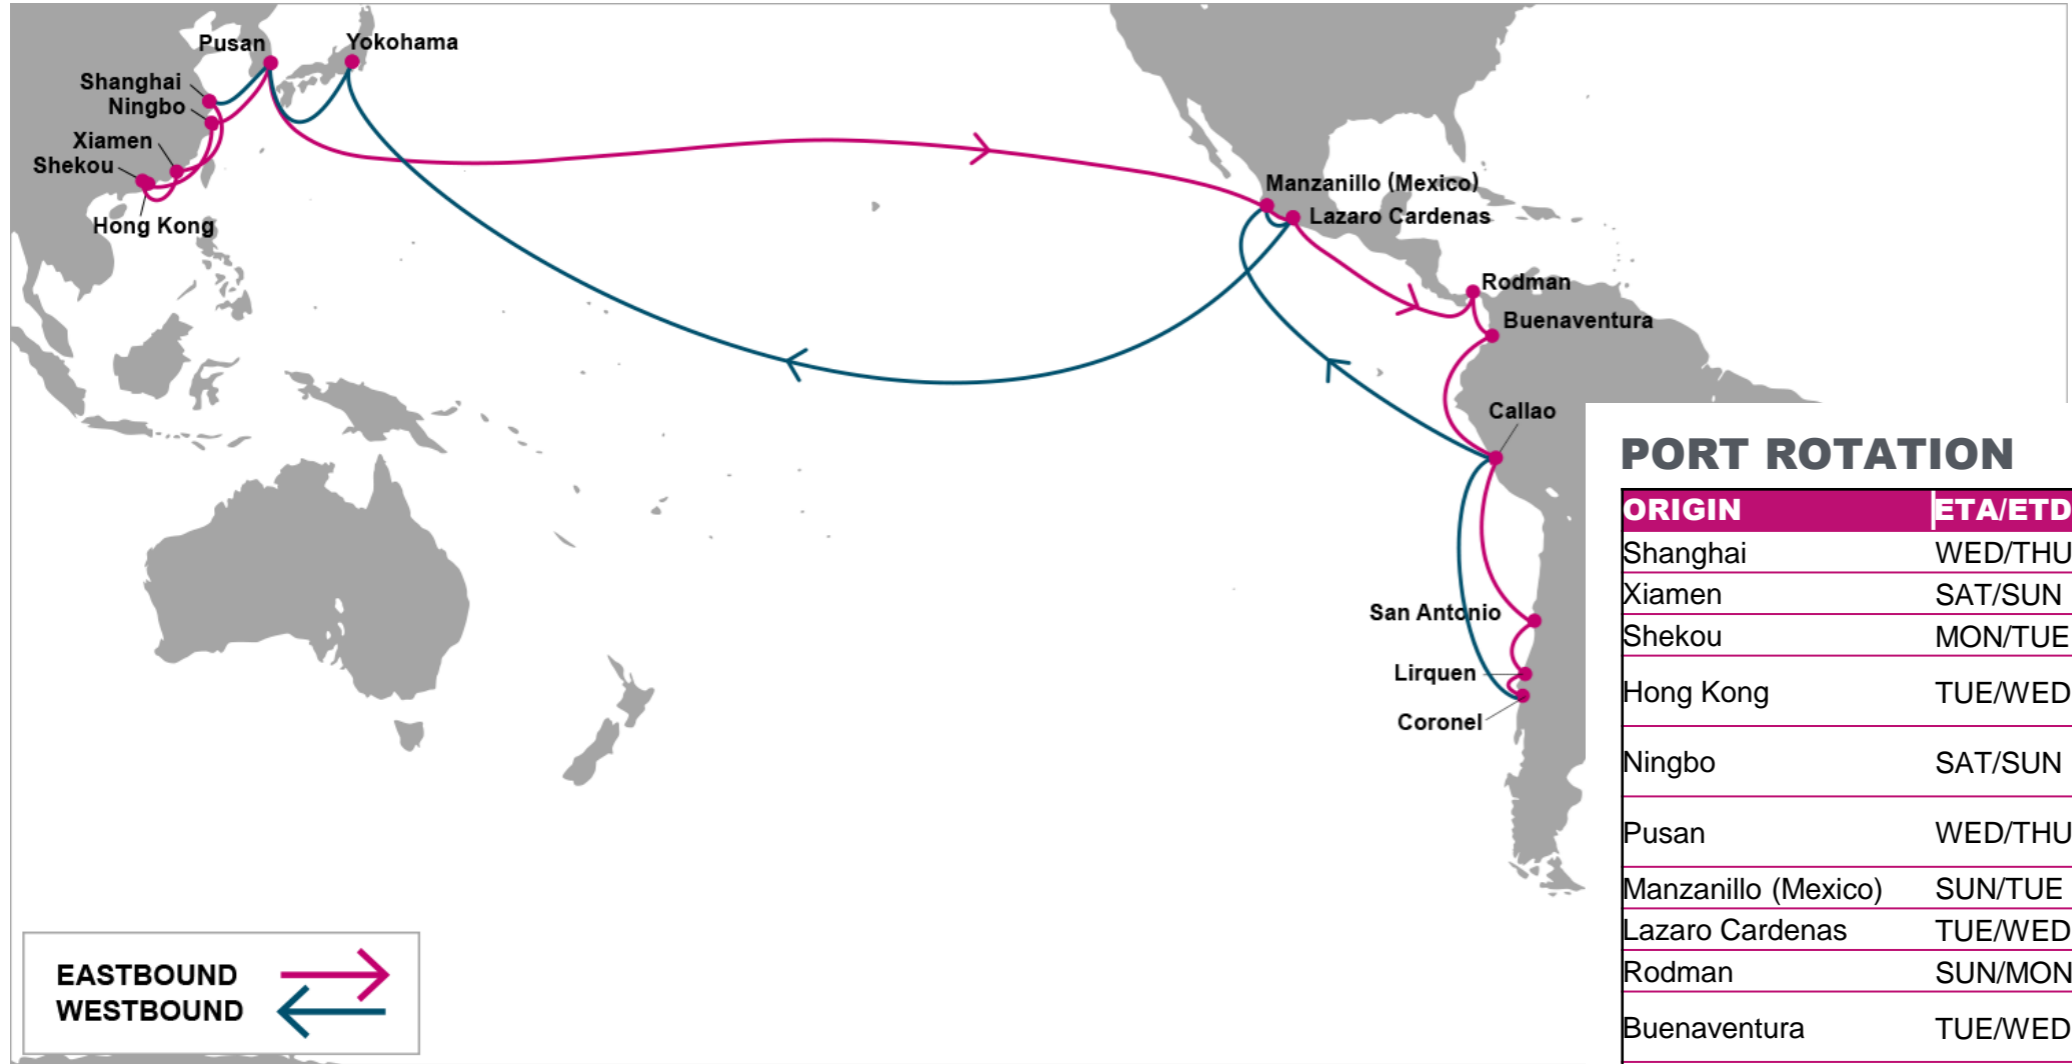 Pusan
Yokohama
Shanghai
Ningbo
Xiamen
Shekou
Hong Kong
Manzanillo (Mexico)
Lazaro Cardenas
Rodman
Buenaventura
Callao
San Antonio
Lirquen
Coronel
EASTBOUND
WESTBOUND
PORT ROTATION
ORIGIN ETA/ETD
Shanghai WED/THU
Xiamen SAT/SUN
Shekou MON/TUE
Hong Kong TUE/WED
Ningbo SAT/SUN
Pusan WED/THU
Manzanillo (Mexico) SUN/TUE
Lazaro Cardenas TUE/WED
Rodman SUN/MON
Buenaventura TUE/WED